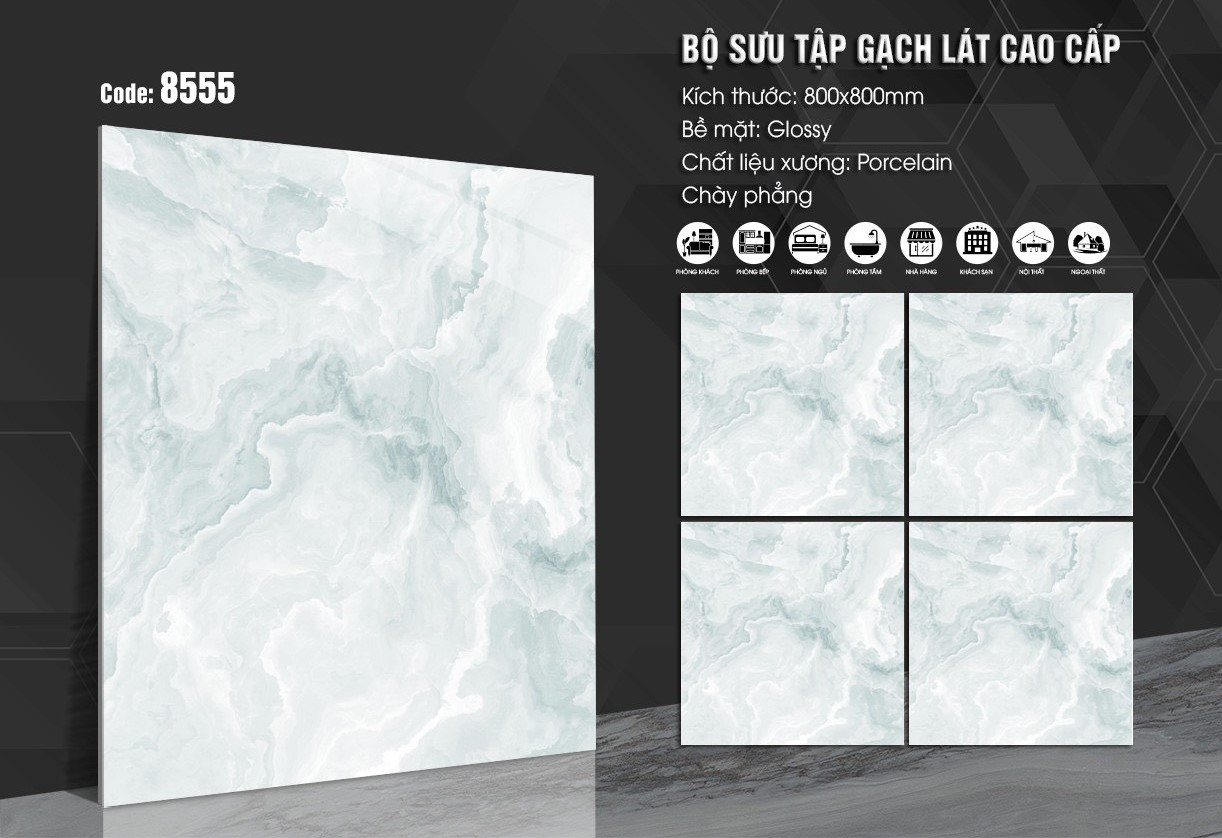 Code: 8555
BỘ SƯU TẬP GẠCH LÁT CAO CẤP
Kích thước: 800x800mm
Bề mặt: Glossy
Chất liệu xương: Porcelain
Chày phẳng
PHÒNG KHÁCH PHÒNG BẾP PHÒNG NGỦ PHÒNG TẮM NHÀ HÀNG KHÁCH SẠN NỘI THẤT NGOẠI THẤT